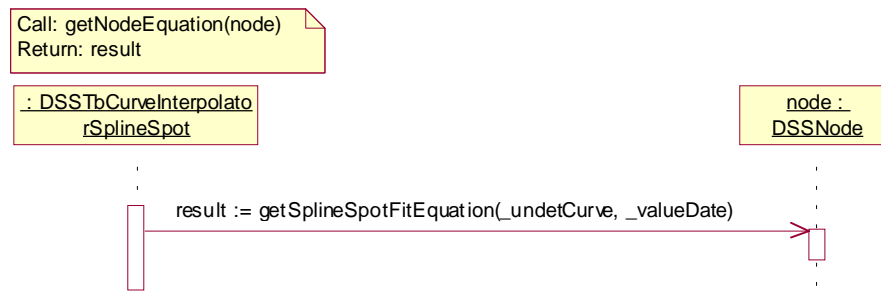 Call: getNodeEquation(node)
Return: result
: DSSTbCurveInterpolato
rSplineSpot
node :
DSSNode
result := getSplineSpotFitEquation(_undetCurve, _valueDate)